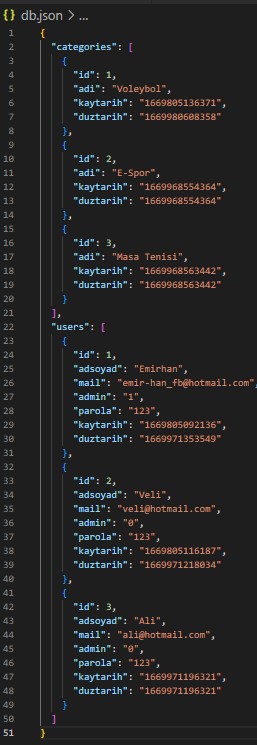 {} db.json > ...
1 {
2 "categories": [
3 {
4 "id": 1,
5 "adi": "Voleybol",
6 "kaytarih": "1669805136371",
7 "duztarih": "1669980608358"
8 },
9 {
10 "id": 2,
11 "adi": "E-Spor",
12 "kaytarih": "1669968554364",
13 "duztarih": "1669968554364"
14 },
15 {
16 "id": 3,
17 "adi": "Masa Tenisi",
18 "kaytarih": "1669968563442",
19 "duztarih": "1669968563442"
20 }
21 ],
22 "users": [
23 {
24 "id": 1,
25 "adsoyad": "Emirhan",
26 "mail": "emir-han_fb@hotmail.com",
27 "admin": "1",
28 "parola": "123",
29 "kaytarih": "1669805092136",
30 "duztarih": "1669971353549"
31 },
32 {
33 "id": 2,
34 "adsoyad": "Veli",
35 "mail": "veli@hotmail.com",
36 "admin": "0",
37 "parola": "123",
38 "kaytarih": "1669805116187",
39 "duztarih": "1669971218034"
40 },
41 {
42 "id": 3,
43 "adsoyad": "Ali",
44 "mail": "ali@hotmail.com",
45 "admin": "0",
46 "parola": "123",
47 "kaytarih": "1669971196321",
48 "duztarih": "1669971196321"
49 }
50 ]
51 }